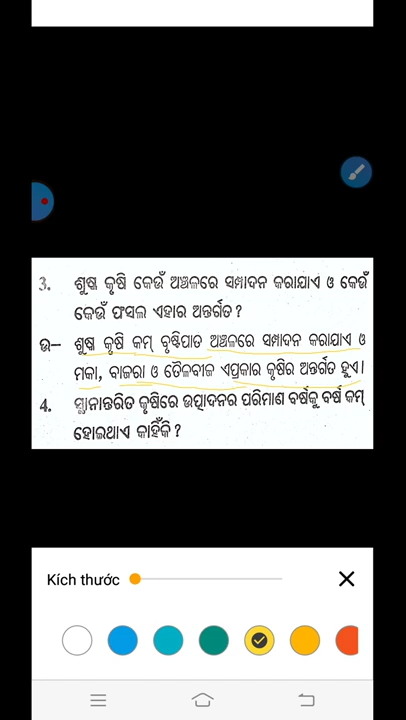 3. ଶୁଷ୍କ କୃଷି କେଉଁ ଅଞ୍ଚଳରେ ସମ୍ପାଦନ କରାଯାଏ ଓ କେଉଁ
କେଉଁ ଫସଲ ଏହାର ଅନ୍ତର୍ଗତ ?
ଉ– ଶୁଷ୍କ କୃଷି କମ୍ ବୃଷ୍ଟିପାତ ଅଞ୍ଚଳରେ ସମ୍ପାଦନ କରାଯାଏ ଓ
ମକା, ବାଜରା ଓ ତୈଳବୀଜ ଏପ୍ରକାର କୃଷିର ଅନ୍ତର୍ଗତ ହୁଏ।
4. ସ୍ଥାନାନ୍ତରିତ କୃଷିରେ ଉତ୍ପାଦନର ପରିମାଣ ବର୍ଷକୁ ବର୍ଷ କମ୍
ହୋଇଥାଏ କାହିଁକି ?
Kích thước